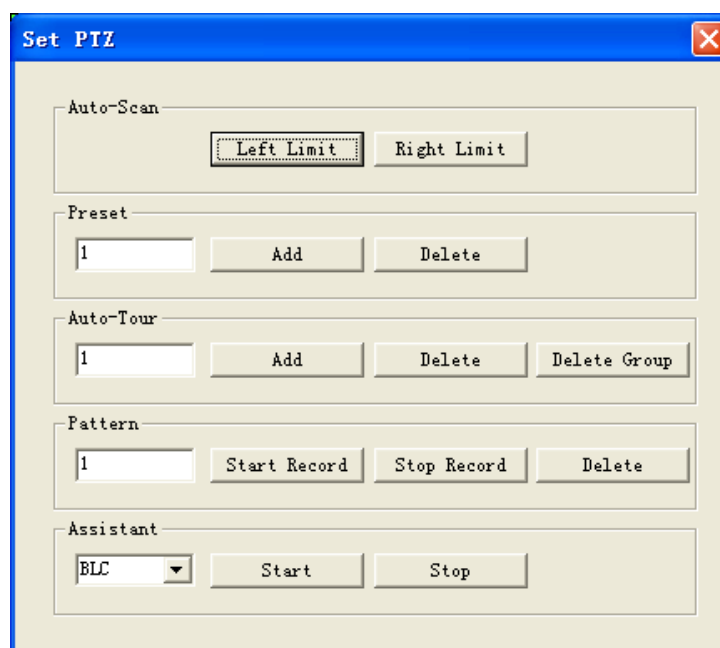 Set PTZ
Auto-Scan
Left Limit Right Limit
Preset
1 Add Delete
Auto-Tour
1 Add Delete Delete Group
Pattern
1 Start Record Stop Record Delete
Assistant
BLC Start Stop